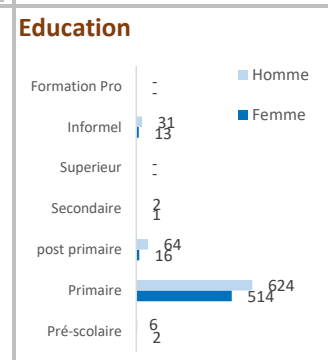 Education
Homme
Femme
Formation Pro
-
-
Informel
31
13
Superieur
-
-
Secondaire
2
1
post primaire
64
16
Primaire
624
514
Pré-scolaire
6
2